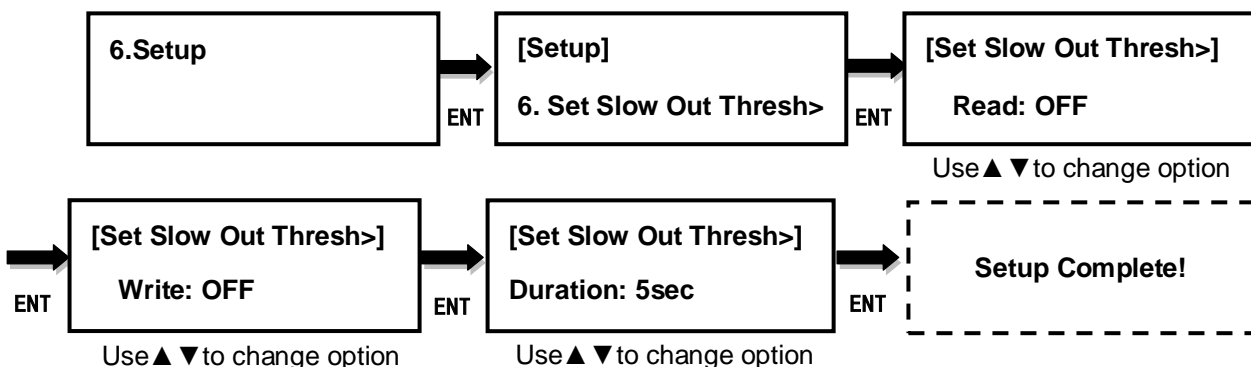 6.Setup
ENT
[Setup]
6. Set Slow Out Thresh>
ENT
[Set Slow Out Thresh>]
Read: OFF
Use▲ ▼to change option
ENT
[Set Slow Out Thresh>]
Write: OFF
Use▲ ▼to change option
ENT
[Set Slow Out Thresh>]
Duration: 5sec
Use▲ ▼to change option
ENT
Setup Complete!